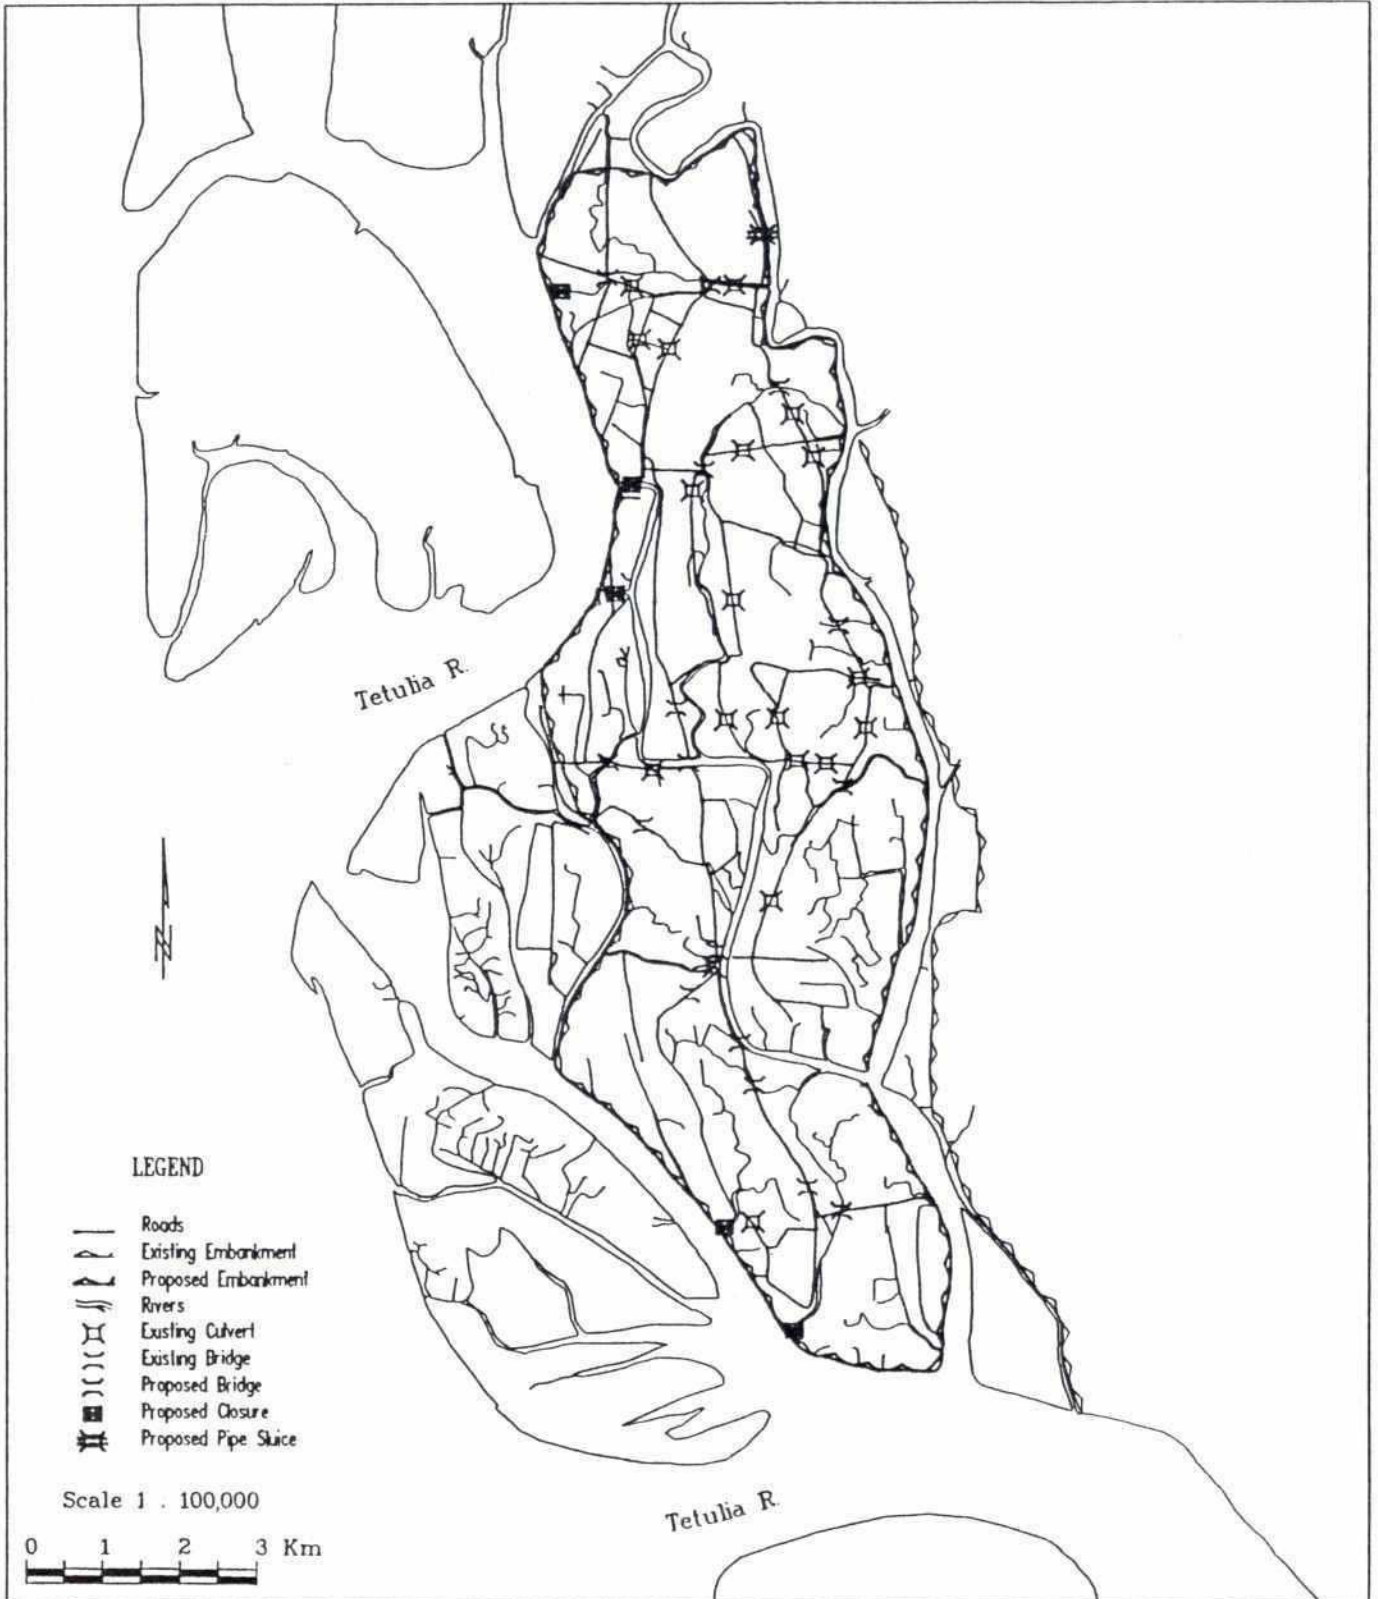 Tetulia R.
N
LEGEND
Roads
Existing Embankment
Proposed Embankment
Rivers
Existing Culvert
Existing Bridge
Proposed Bridge
Proposed Closure
Proposed Pipe Sluice
Scale 1 . 100,000
0 1 2 3 Km
Tetulia R.